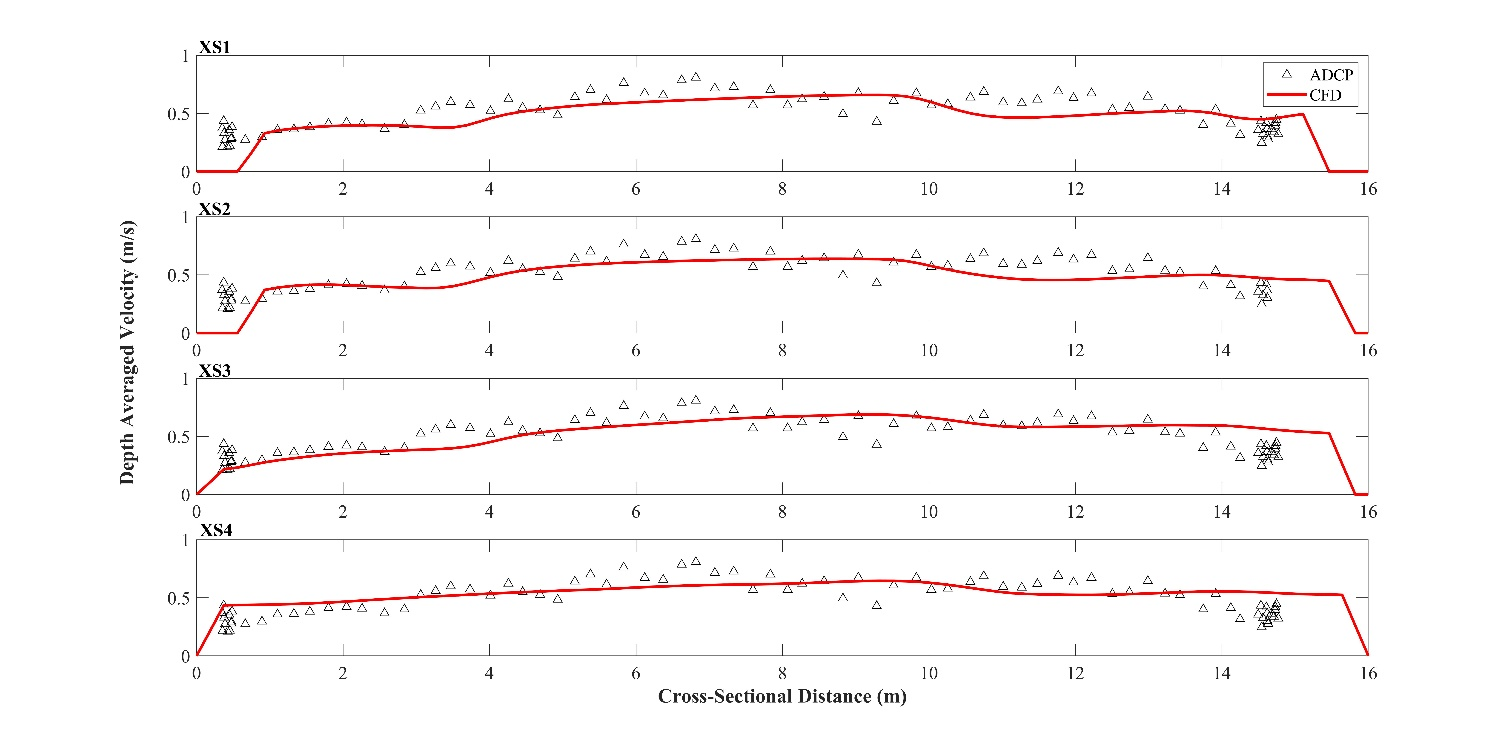 XS1
1
0.5
0
ADCP
CFD
0 2 4 6 8 10 12 14 16
XS2
1
0.5
0
0 2 4 6 8 10 12 14 16
XS3
1
0.5
0
0 2 4 6 8 10 12 14 16
XS4
1
0.5
0
0 2 4 6 8 10 12 14 16
Depth Averaged Velocity (m/s)
Cross-Sectional Distance (m)